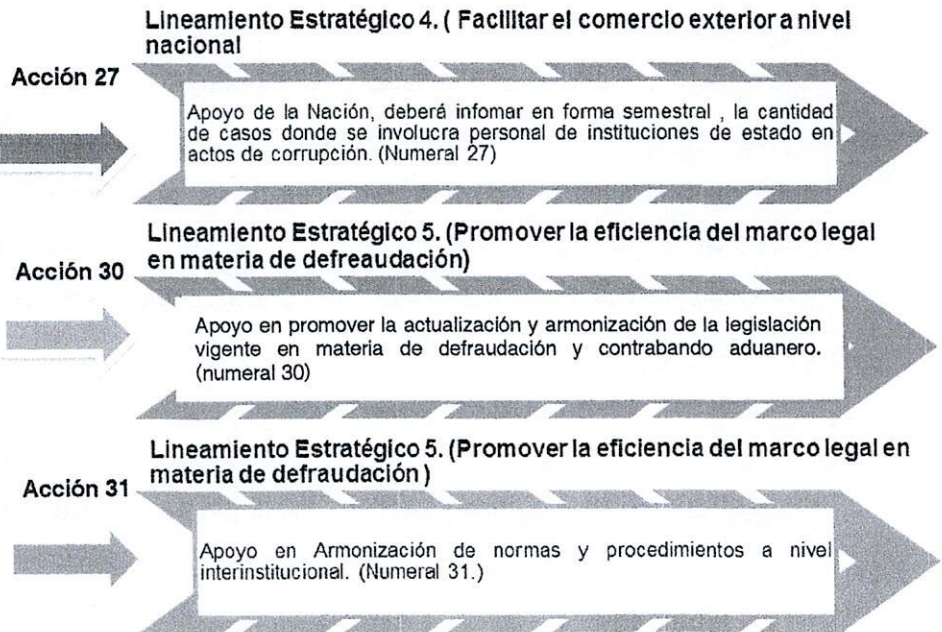 Lineamiento Estratégico 4. ( Facilitar el comercio exterior a nivel
nacional
Acción 27
Apoyo de la Nación, deberá infomar en forma semestral , la cantidad
de casos donde se involucra personal de instituciones de estado en
actos de corrupción. (Numeral 27)
Lineamiento Estratégico 5. (Promover la eficiencia del marco legal
en materia de defreaudación)
Acción 30
Apoyo en promover la actualización y armonización de la legislación
vigente en materia de defraudación y contrabando aduanero.
(numeral 30)
Lineamiento Estratégico 5. (Promover la eficiencia del marco legal en
materia de defraudación )
Acción 31
Apoyo en Armonización de normas y procedimientos a nivel
interinstitucional. (Numeral 31.)